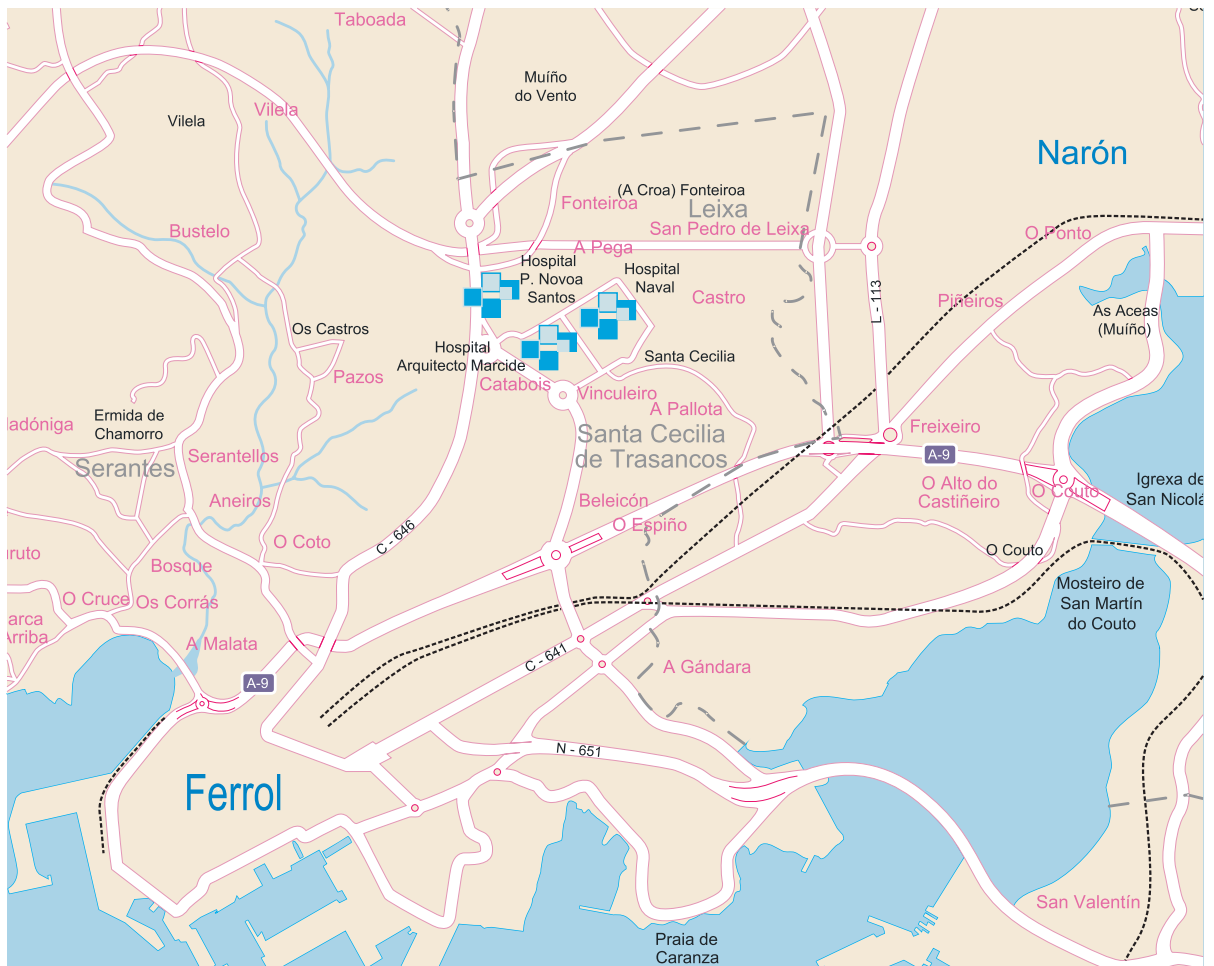 Taboada
Muíño
do Vento
Vilela
Vilela
Narón
(A Croa) Fonteiroa
Fonteiroa
Leixa
San Pedro de Leixa
Bustelo
O Ponto
A Pega
Hospital
P. Novoa
Santos
Hospital
Naval
Castro
L - 113
Piñeiros
As Aceas
(Muíño)
Os Castros
Hospital
Arquitecto Marcide
Santa Cecilia
Pazos
Catabois
Vinculeiro
A Pallota
Ermida de
Chamorro
adóniga
Freixeiro
Santa Cecilia
de Trasancos
Serantellos
Serantes
A-9
Igrexa de
San Nicolá
O Alto do
Castiñeiro
O Couto
Aneiros
Beleicón
O Espiño
C - 646
O Coto
O Couto
ruto
Bosque
Mosteiro de
San Martín
do Couto
O Cruce
Os Corrás
arca
Arriba
A Malata
C - 641
A Gándara
A-9
N - 651
Ferrol
San Valentín
Praia de
Caranza